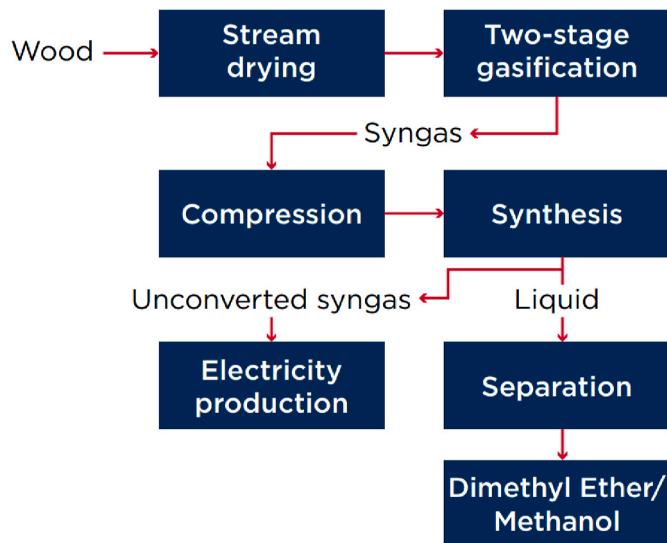 Wood
Stream
drying
Two-stage
gasification
Syngas
Compression
Synthesis
Unconverted syngas
Liquid
Electricity
production
Separation
Dimethyl Ether/
Methanol